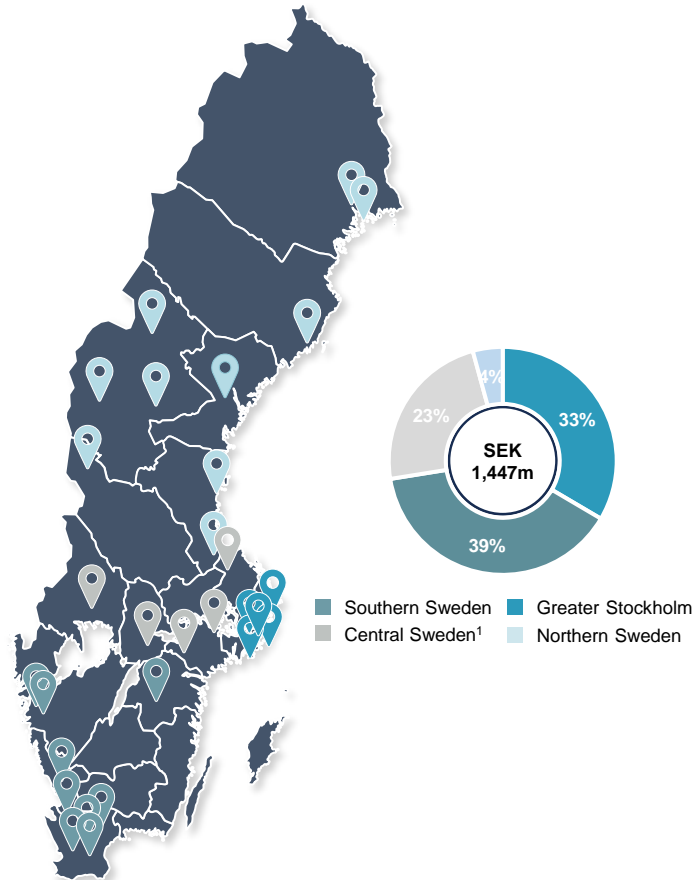 4%
33%
23%
SEK
1,447m
39%
Southern Sweden
Greater Stockholm
Central Sweden¹
Northern Sweden